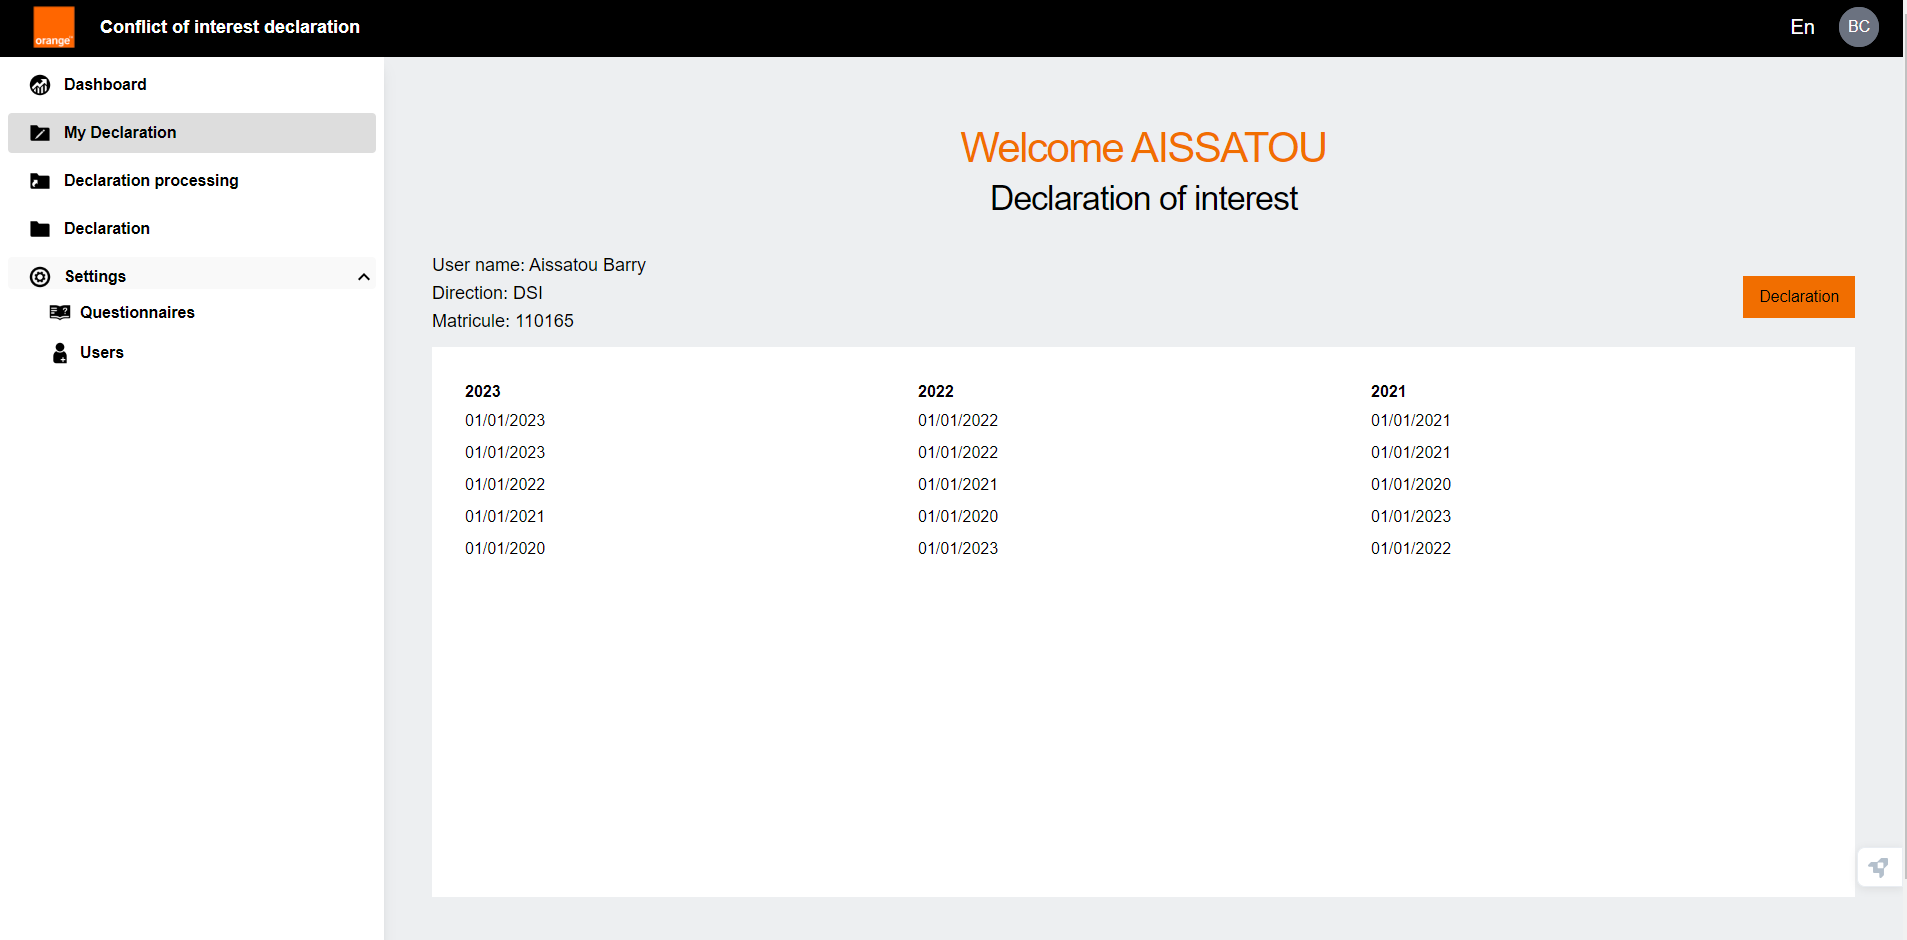 orange
Conflict of interest declaration
En
BC
Dashboard
My Declaration
Declaration processing
Declaration
Settings
Questionnaires
Users
Welcome AISSATOU
Declaration of interest
User name: Aissatou Barry
Direction: DSI
Matricule: 110165
Declaration
2023 2022 2021
01/01/2023 01/01/2022 01/01/2021
01/01/2023 01/01/2022 01/01/2021
01/01/2022 01/01/2021 01/01/2020
01/01/2021 01/01/2020 01/01/2023
01/01/2020 01/01/2023 01/01/2022